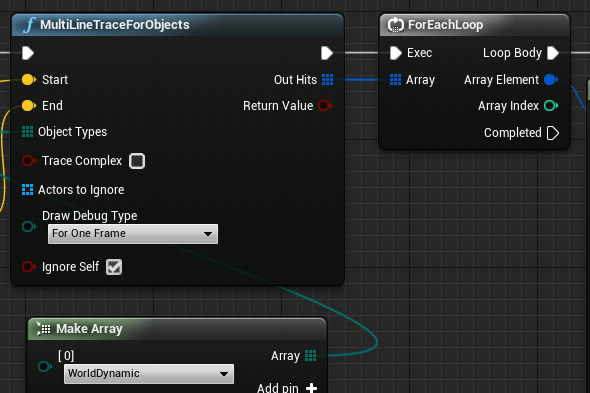 MultiLineTraceForObjects
Start
Out Hits
End
Return Value
Object Types
Trace Complex
Actors to Ignore
Draw Debug Type
For One Frame
Ignore Self
ForEachLoop
Exec
Loop Body
Array
Array Element
Array Index
Completed
Make Array
[ 0]
Array
WorldDynamic
Add pin